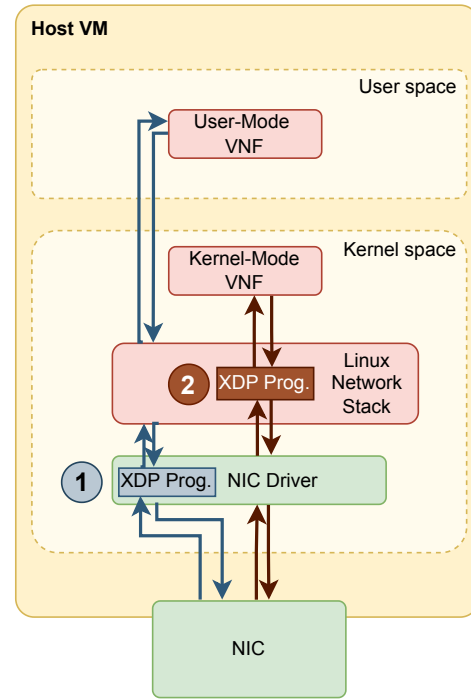 Host VM
User space
User-Mode
VNF
Kernel space
Kernel-Mode
VNF
2
XDP Prog.
Linux
Network
Stack
1
XDP Prog.
NIC Driver
NIC